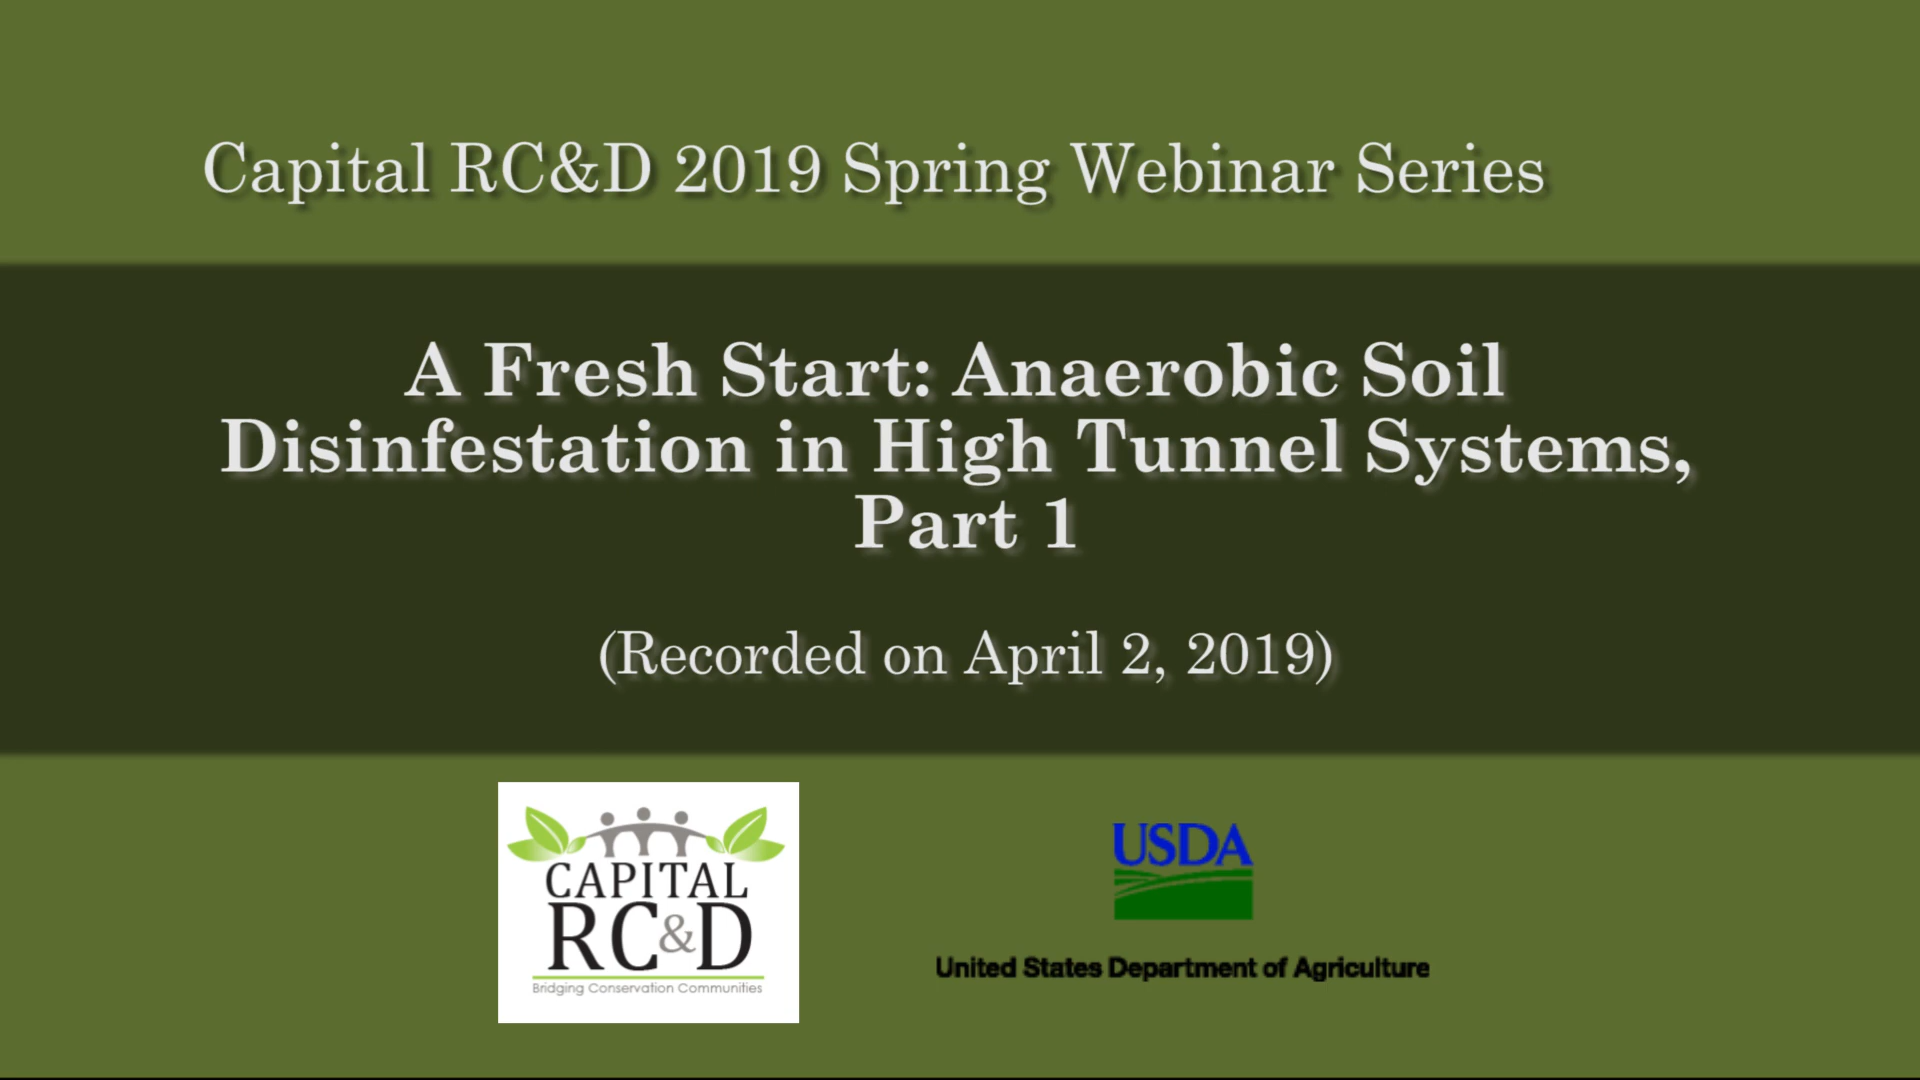 Capital RC&D 2019 Spring Webinar Series
A Fresh Start: Anaerobic Soil
Disinfestation in High Tunnel Systems,
Part 1
(Recorded on April 2, 2019)
CAPITAL
RC&D
Bridging Conservation Communities
USDA
United States Department of Agriculture